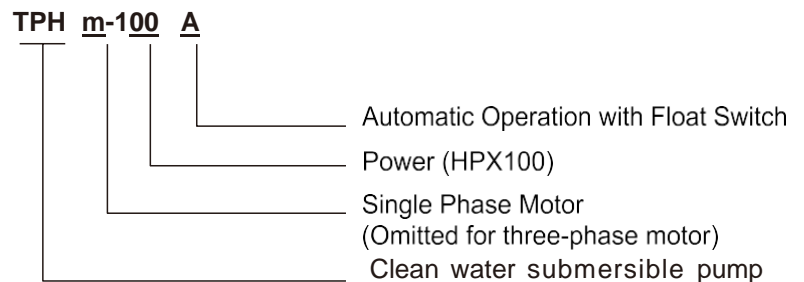 TPH m-100 A
Automatic Operation with Float Switch
Power (HPX100)
Single Phase Motor
(Omitted for three-phase motor)
Clean water submersible pump